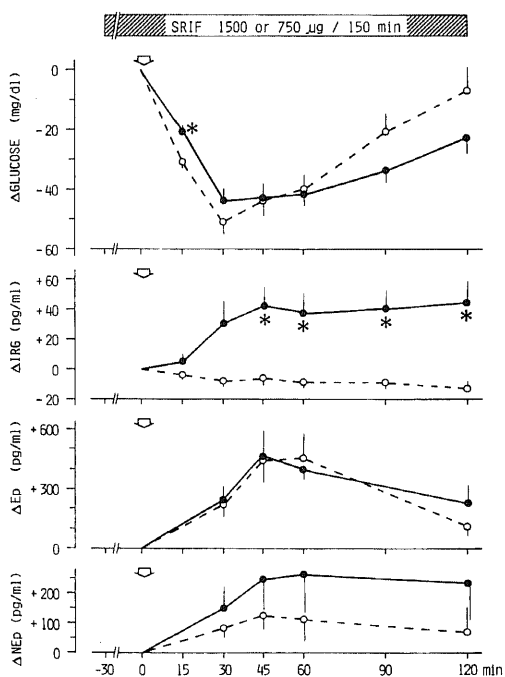 SRIF 1500 or 750 µg / 150 min
ΔGLUCOSE (mg/dl)
0
-20
-40
-60
*
ΔIRG (pg/ml)
+60
+40
+20
0
-20
* * * *
ΔEp (pg/ml)
+600
+300
0
ΔNEp (pg/ml)
+200
+100
0
-30 0 15 30 45 60 90 120 min